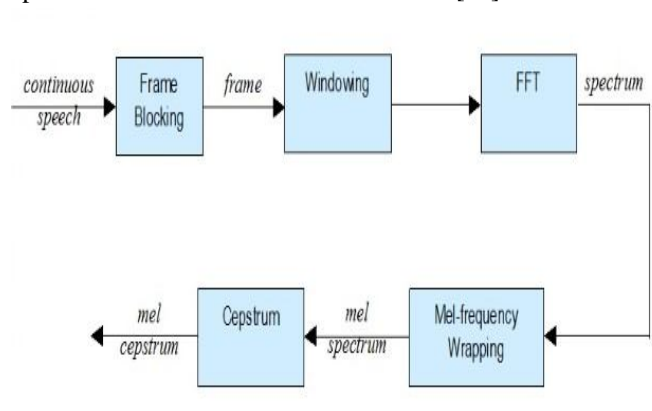 continuous
speech
Frame
Blocking
frame
Windowing
FFT
spectrum
mel
cepstrum
Cepstrum
mel
spectrum
Mel-frequency
Wrapping